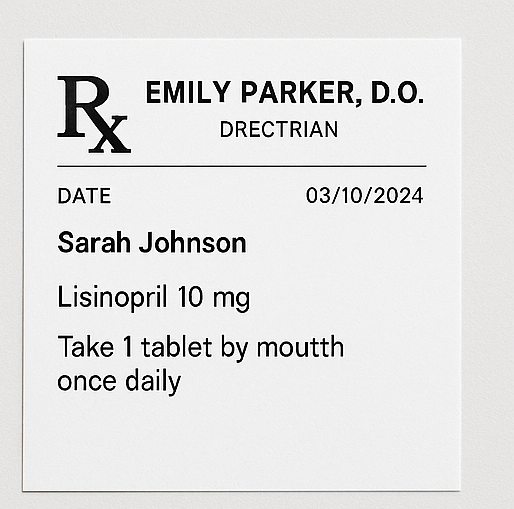 Rx EMILY PARKER, D.O.
DRECTRIAN
DATE 03/10/2024
Sarah Johnson
Lisinopril 10 mg
Take 1 tablet by moutth
once daily